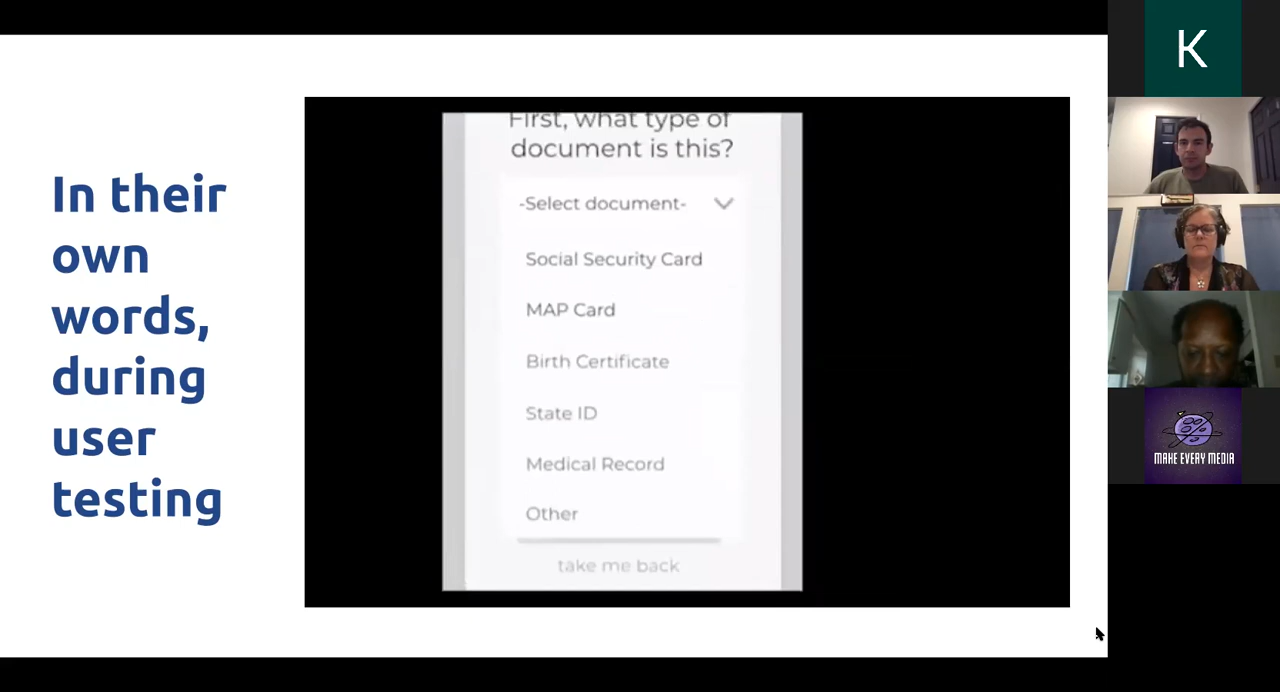 In their
own
words,
during
user
testing
First, what type of
document is this?
-Select document-
Social Security Card
MAP Card
Birth Certificate
State ID
Medical Record
Other
take me back
K
MAKE EVERY MEDIA